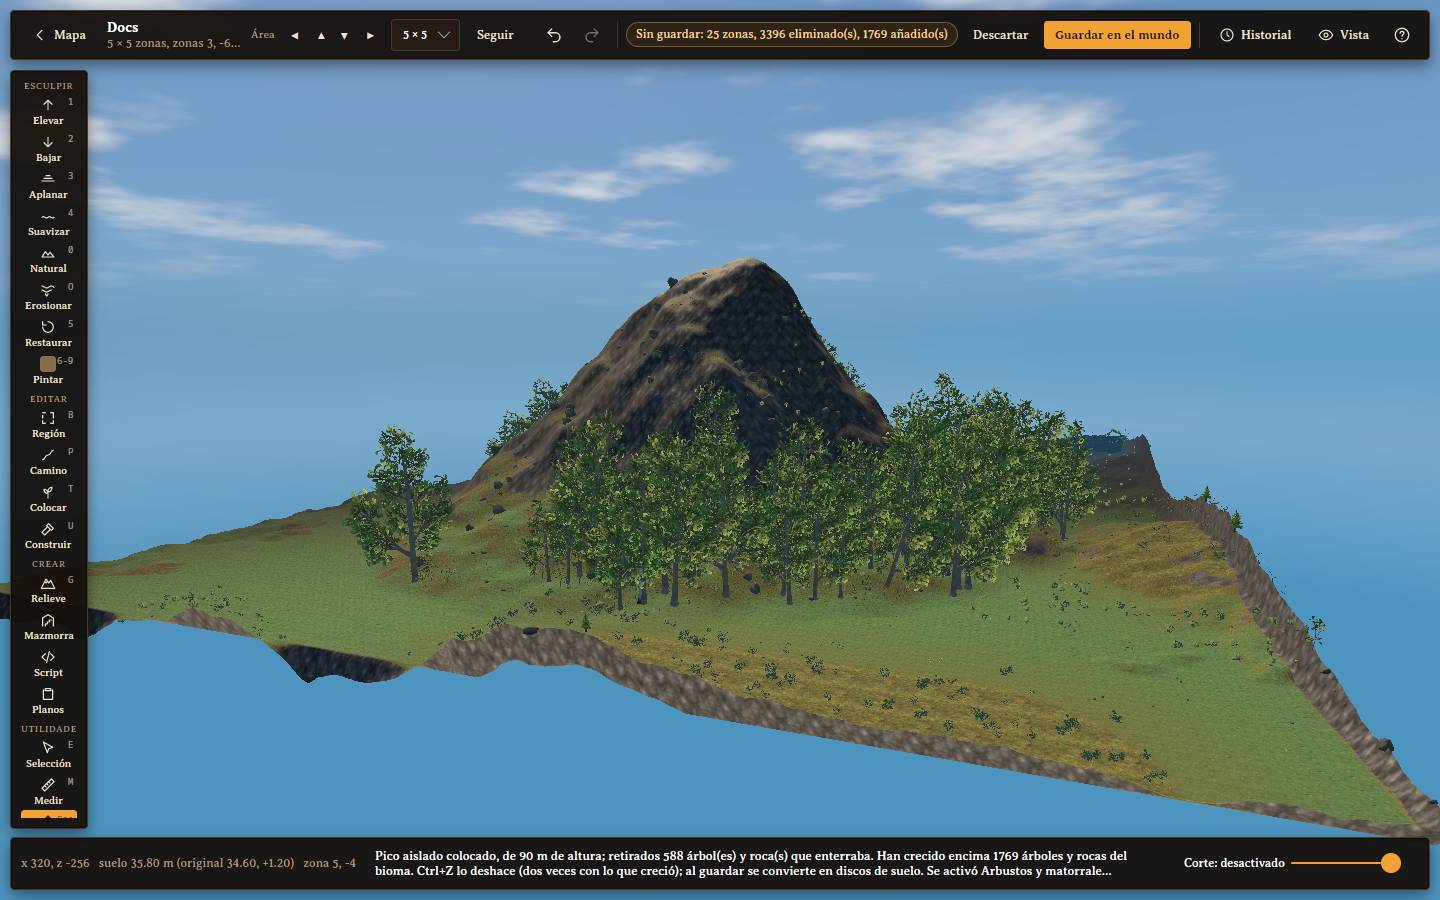 Mapa
Docs
5 × 5 zonas, zonas 3, -6...
Área
5 × 5
Seguir
Sin guardar: 25 zonas, 3396 eliminado(s), 1769 añadido(s)
Descartar
Guardar en el mundo
Historial
Vista
ESCULPIR
1
Elevar
2
Bajar
3
Aplanar
4
Suavizar
0
Natural
O
Erosionar
5
Restaurar
6-9
Pintar
EDITAR
B
Región
P
Camino
T
Colocar
U
Construir
CREAR
G
Relieve
Mazmorra
Script
Planos
UTILIDADE
E
Selección
M
Medir
x 320, z -256 suelo 35.80 m (original 34.60, +1.20) zona 5, -4
Pico aislado colocado, de 90 m de altura; retirados 588 árbol(es) y roca(s) que enterraba. Han crecido encima 1769 árboles y rocas del
bioma. Ctrl+Z lo deshace (dos veces con lo que creció); al guardar se convierte en discos de suelo. Se activó Arbustos y matorrale...
Corte: desactivado